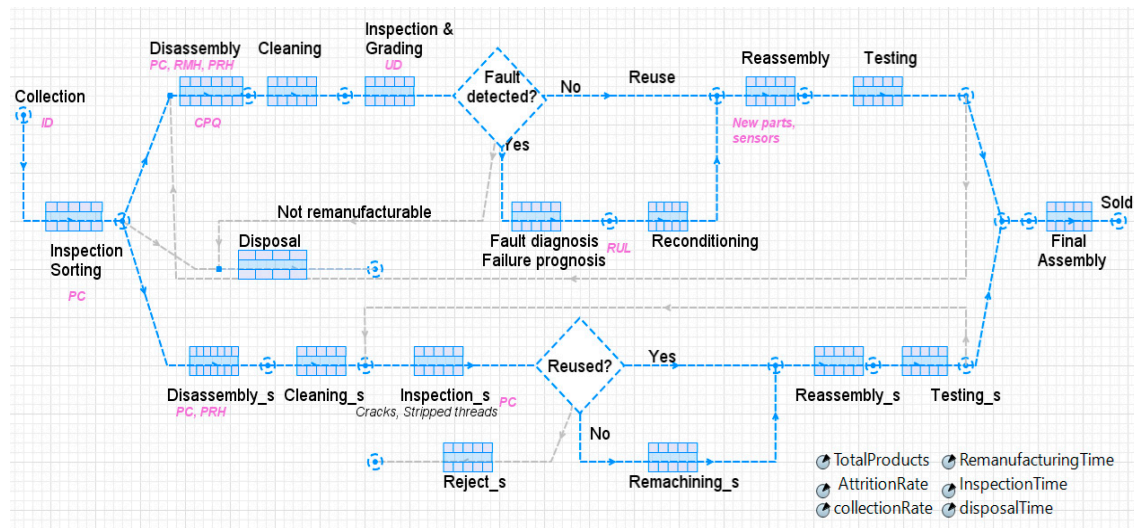 Inspection &
Grading
Disassembly
Cleaning
PC, RMH, PRH
UD
Fault
detected?
No
Reuse
Reassembly
Testing
Collection
ID
CPQ
New parts,
sensors
Yes
Not remanufacturable
Inspection
Sorting
PC
Disposal
Fault diagnosis
Failure prognosis
RUL
Reconditioning
Sold
Final
Assembly
Reused?
Yes
Disassembly_s
PC, PRH
Cleaning_s
Inspection_s
PC
Cracks, Stripped threads
Reassembly_s
Testing_s
No
Reject_s
Remachining_s
TotalProducts
RemanufacturingTime
AttritionRate
InspectionTime
collectionRate
disposalTime